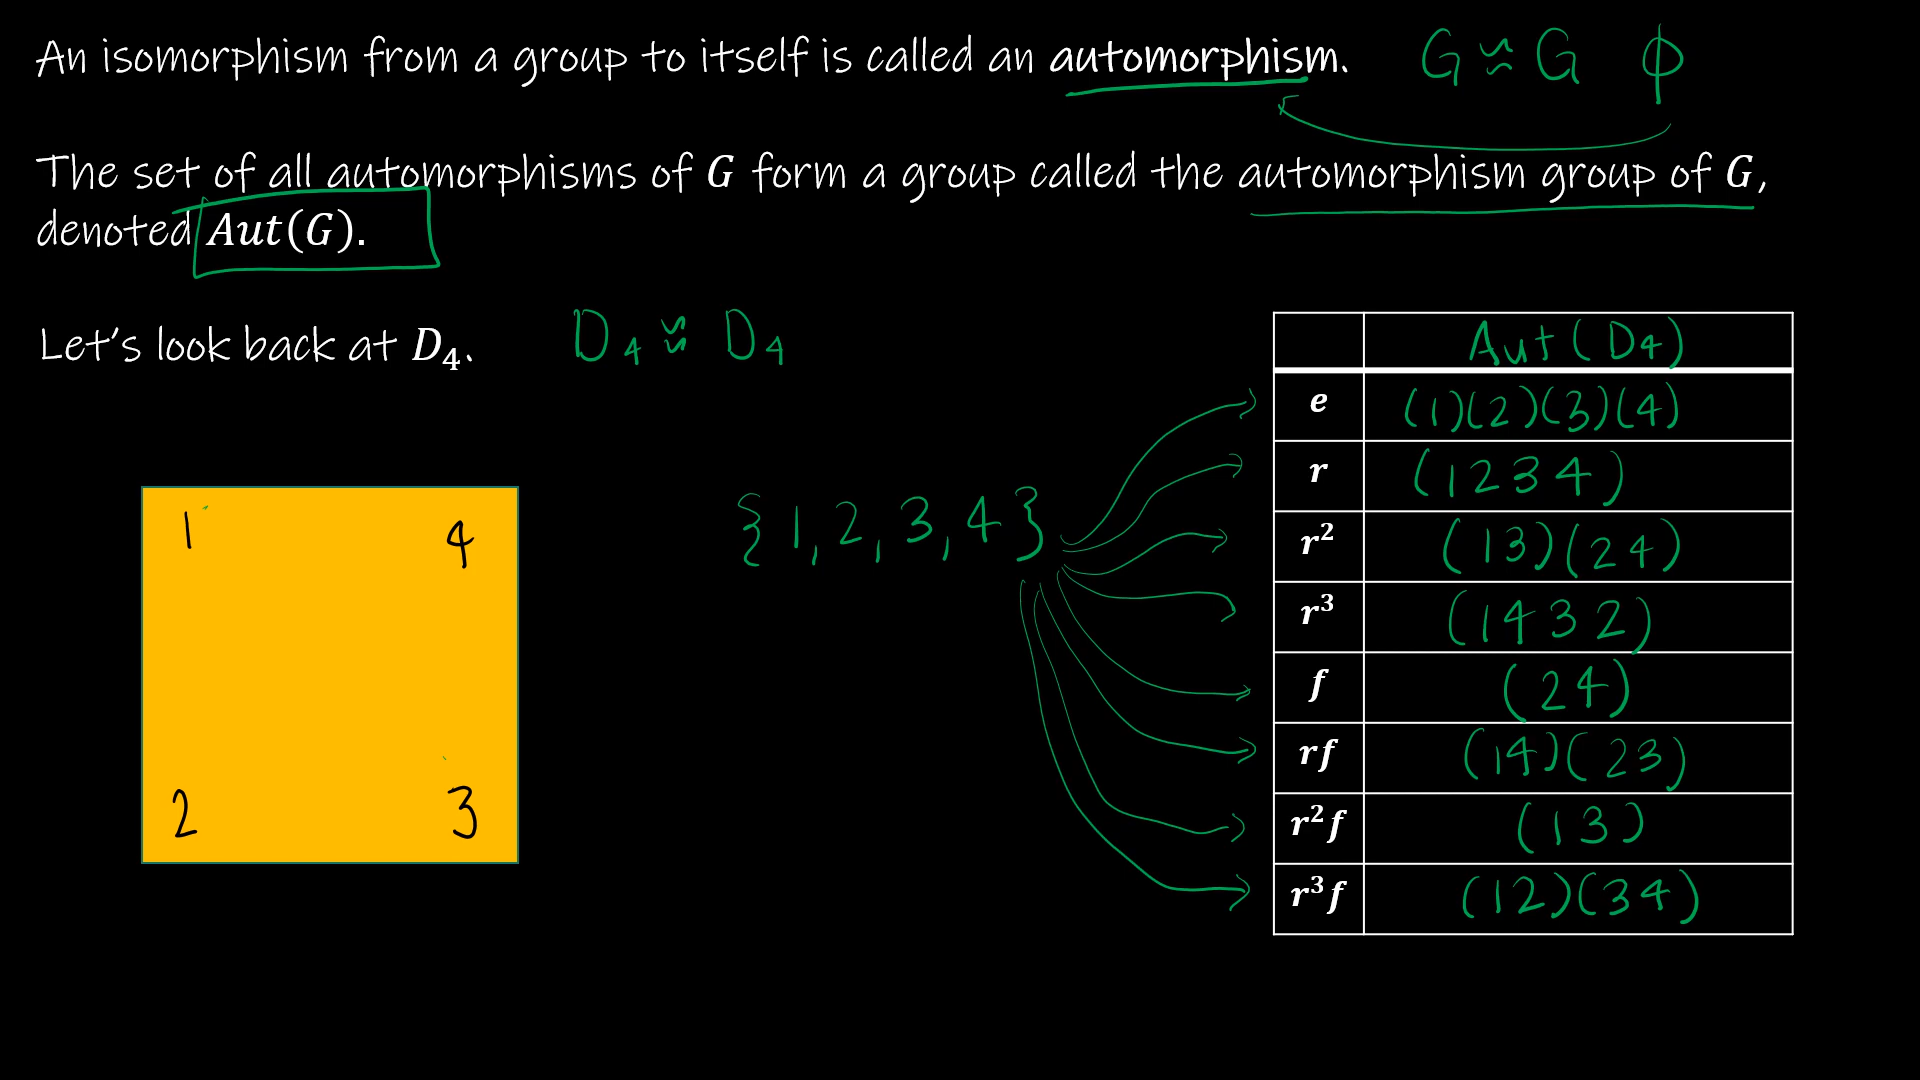 An isomorphism from a group to itself is called an automorphism. G ≈ G ϕ
The set of all automorphisms of G form a group called the automorphism group of G,
denoted Aut(G).
Let's look back at D₄. D₄ ≈ D₄
Aut(D4)
e (1)(2)(3)(4)
r (1234)
r² (13)(24)
r³ (1432)
f (24)
rf (14)(23)
r²f (13)
r³f (12)(34)
{1,2,3,4}
1 4
2 3